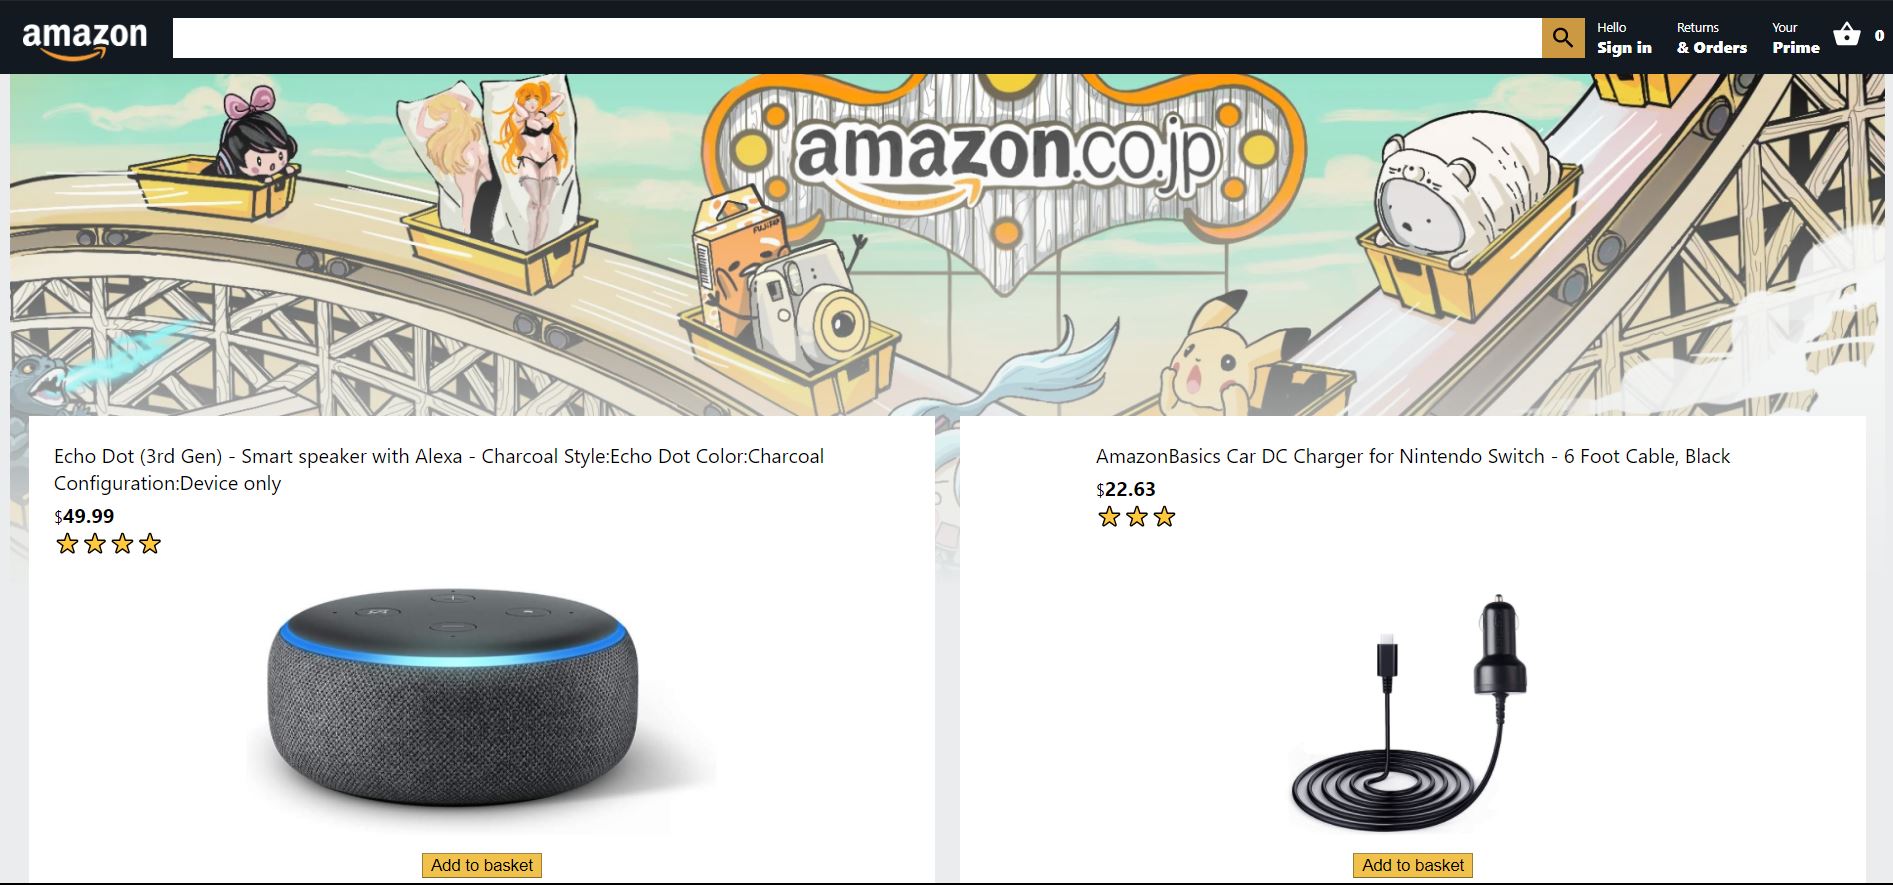 amazon
Hello
Sign in
Returns
& Orders
Your
Prime
0
amazon.co.jp
FUJIFILM
Echo Dot (3rd Gen) - Smart speaker with Alexa - Charcoal Style:Echo Dot Color:Charcoal
Configuration:Device only
$49.99
AmazonBasics Car DC Charger for Nintendo Switch - 6 Foot Cable, Black
$22.63
Add to basket
Add to basket